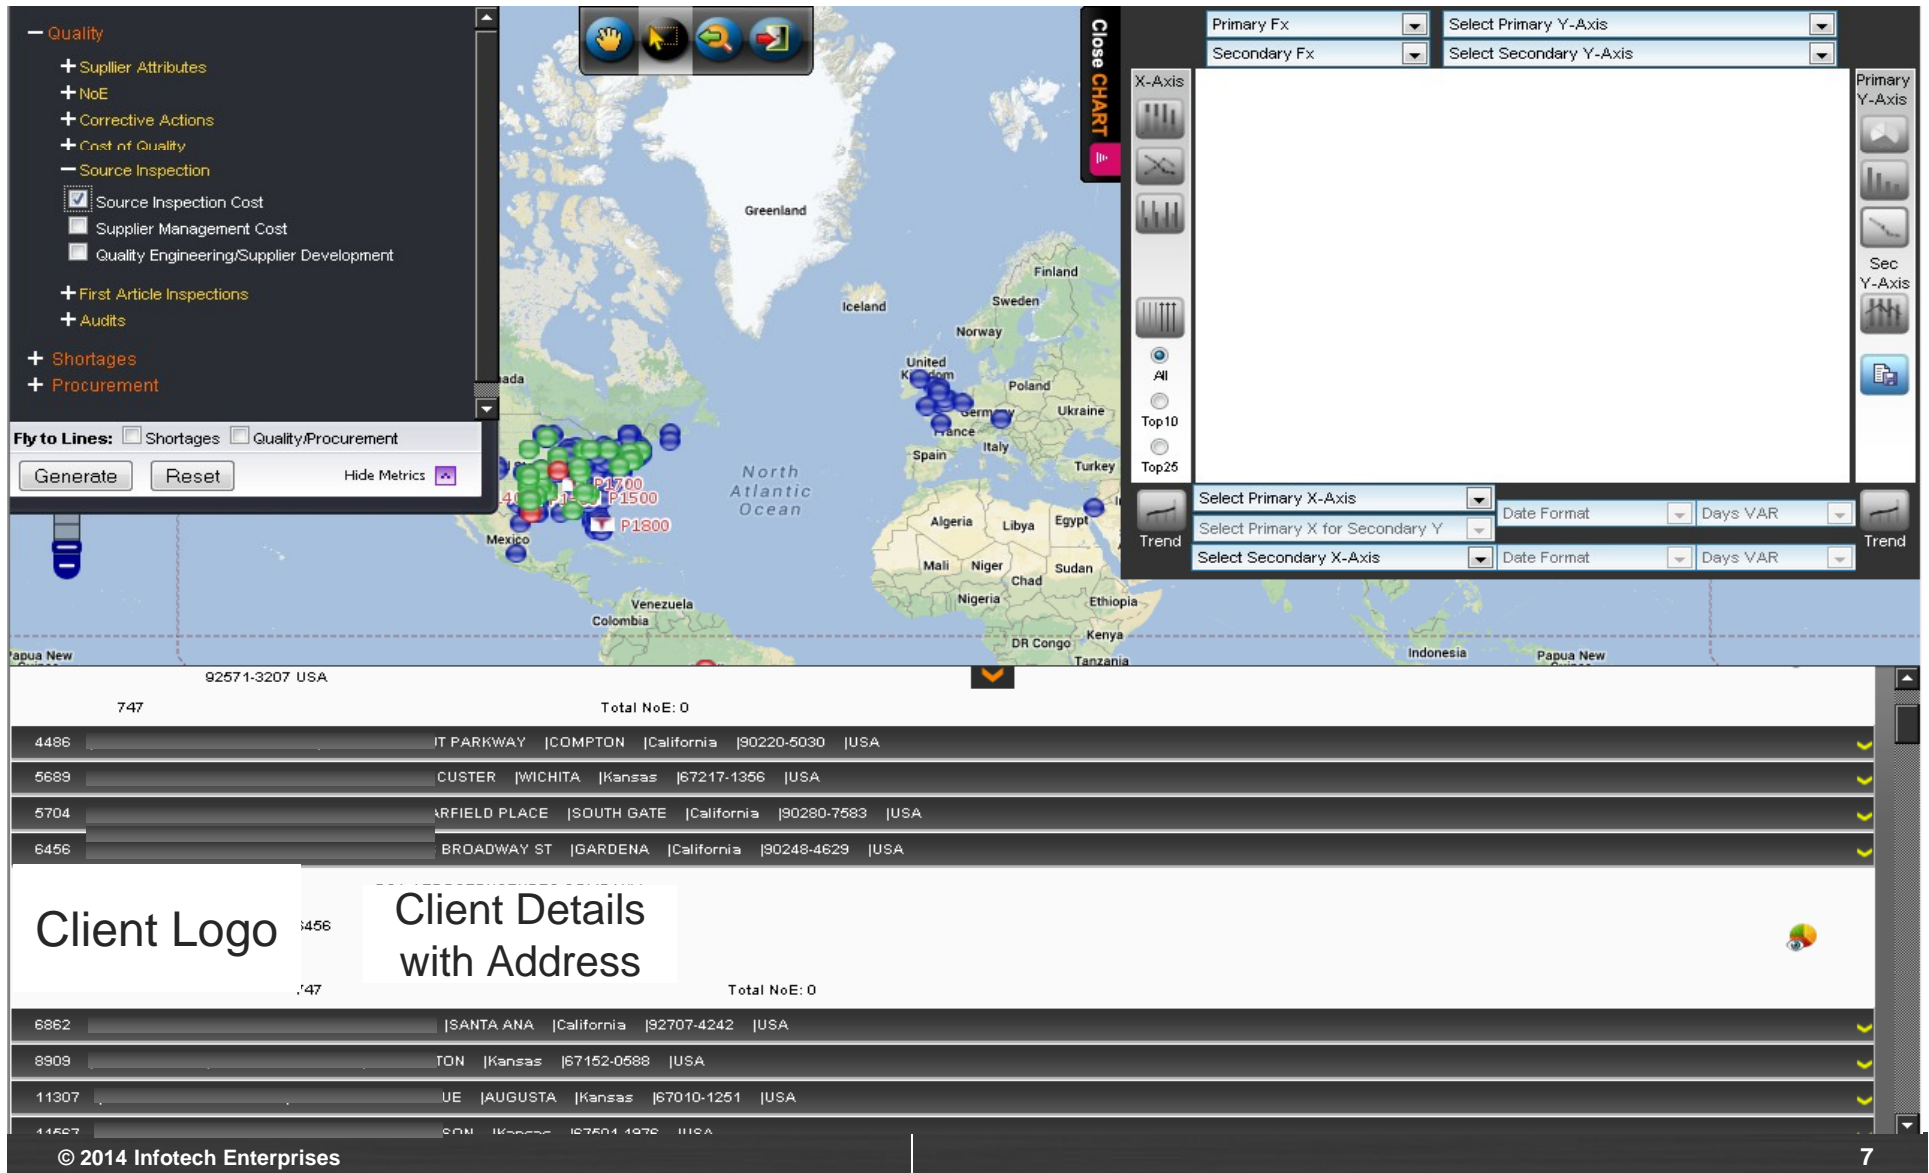 Quality
Supllier Attributes
NoE
Corrective Actions
Cost of Quality
Source Inspection
Source Inspection Cost
Supplier Management Cost
Quality Engineering/Supplier Development
First Article Inspections
Audits
Shortages
Procurement
Fly to Lines: Shortages Quality/Procurement
Generate Reset Hide Metrics
Close CHART
Primary Fx Select Primary Y-Axis
Secondary Fx Select Secondary Y-Axis
X-Axis
Primary
Y-Axis
Sec
Y-Axis
All
Top10
Top25
Trend
Select Primary X-Axis
Date Format Days VAR
Select Primary X for Secondary Y
Select Secondary X-Axis Date Format Days VAR
Trend
Greenland
Iceland
Finland
Sweden
Norway
United
Poland
Ukraine
Italy
Spain
Turkey
North
Atlantic
Ocean
P1700
P1500
P1800
Mexico
Algeria
Libya
Egypt
Mali
Niger
Chad
Sudan
Nigeria
Ethiopia
Venezuela
Colombia
DR Congo
Kenya
Tanzania
Indonesia
Papua New
92571-3207 USA
747 Total NoE: 0
4486 PARKWAY |COMPTON |California |90220-5030 |USA
5689 CUSTER |WICHITA |Kansas |67217-1356 |USA
5704 ARFIELD PLACE |SOUTH GATE |California |90280-7583 |USA
6456 BROADWAY ST |GARDENA |California |90248-4629 |USA
Client Logo
Client Details
with Address
Total NoE: 0
6862 |SANTA ANA |California |92707-4242 |USA
8909 TON |Kansas |67152-0588 |USA
11307 UE |AUGUSTA |Kansas |67010-1251 |USA
© 2014 Infotech Enterprises 7